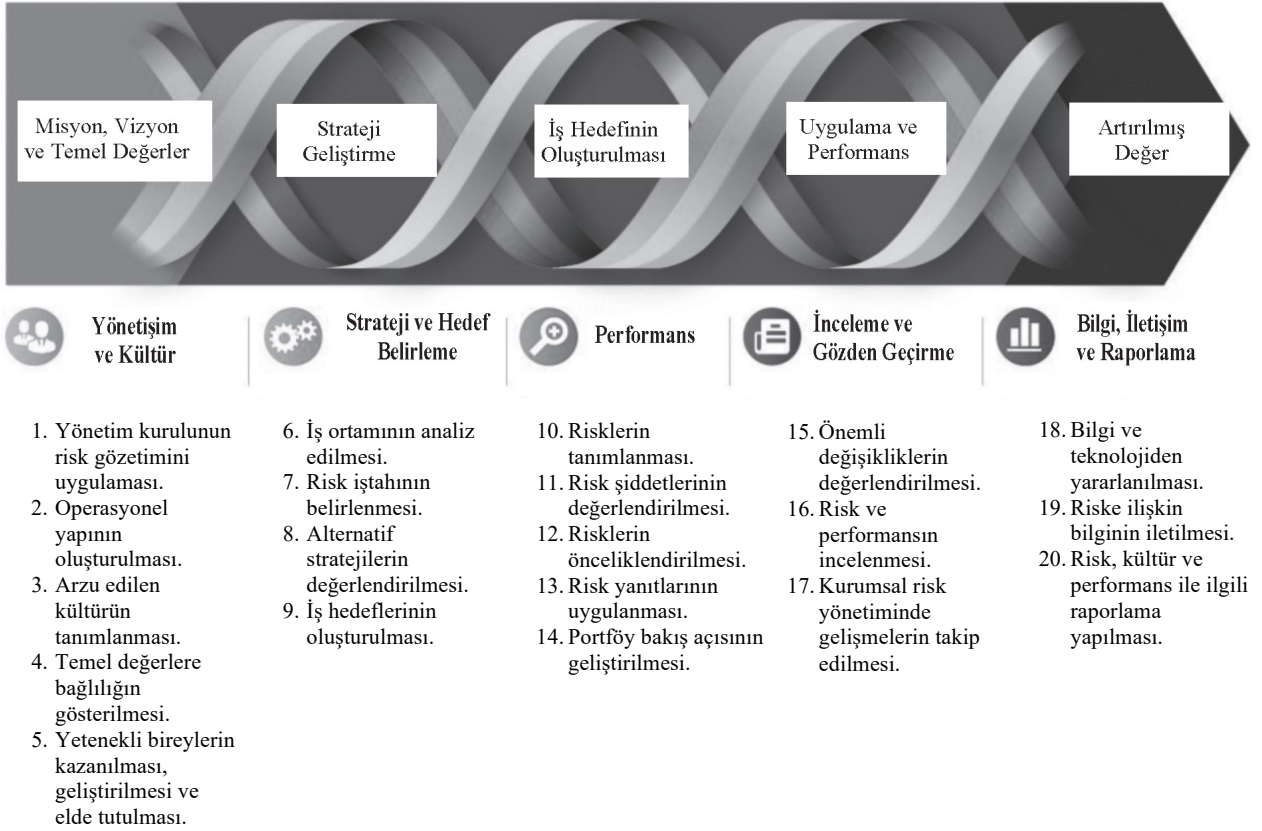 Misyon, Vizyon
ve Temel Değerler
Strateji
Geliştirme
İş Hedefinin
Oluşturulması
Uygulama ve
Performans
Artırılmış
Değer
Yönetişim
ve Kültür
Strateji ve Hedef
Belirleme
Performans
İnceleme ve
Gözden Geçirme
Bilgi, İletişim
ve Raporlama
1. Yönetim kurulunun
risk gözetimini
uygulaması.
2. Operasyonel
yapının
oluşturulması.
3. Arzu edilen
kültürün
tanımlanması.
4. Temel değerlere
bağlılığın
gösterilmesi.
5. Yetenekli bireylerin
kazanılması,
geliştirilmesi ve
elde tutulması.
6. İş ortamının analiz
edilmesi.
7. Risk iştahının
belirlenmesi.
8. Alternatif
stratejilerin
değerlendirilmesi.
9. İş hedeflerinin
oluşturulması.
10. Risklerin
tanımlanması.
11. Risk şiddetlerinin
değerlendirilmesi.
12. Risklerin
önceliklendirilmesi.
13. Risk yanıtlarının
uygulanması.
14. Portföy bakış açısının
geliştirilmesi.
15. Önemli
değişikliklerin
değerlendirilmesi.
16. Risk ve
performansın
incelenmesi.
17. Kurumsal risk
yönetiminde
gelişmelerin takip
edilmesi.
18. Bilgi ve
teknolojiden
yararlanılması.
19. Riske ilişkin
bilginin iletilmesi.
20. Risk, kültür ve
performans ile ilgili
raporlama
yapılması.